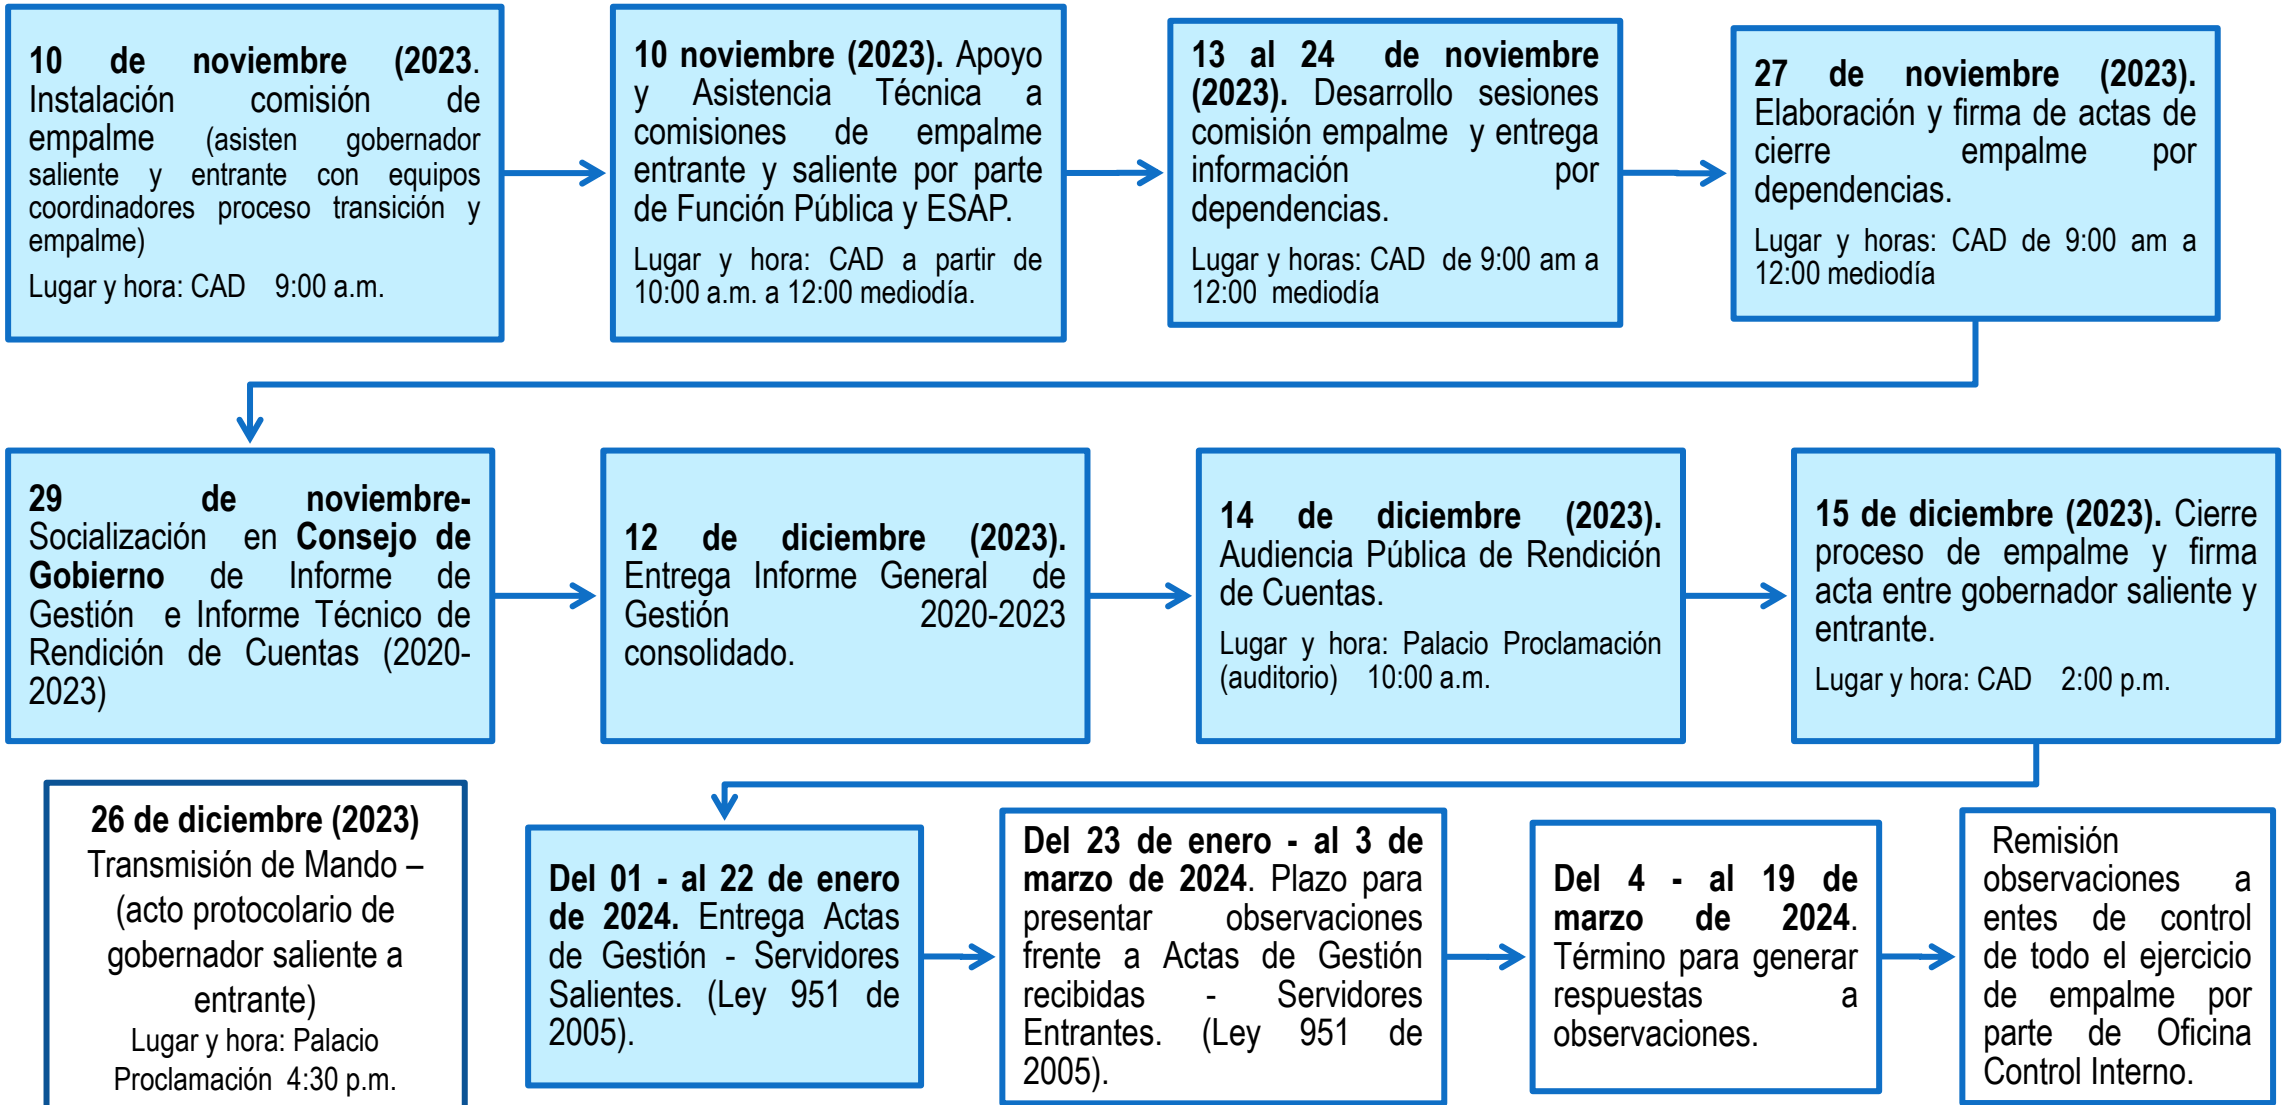 10 de noviembre (2023.
Instalación comisión de
empalme (asisten gobernador
saliente y entrante con equipos
coordinadores proceso transición y
empalme)
Lugar y hora: CAD 9:00 a.m.
10 noviembre (2023). Apoyo
y Asistencia Técnica a
comisiones de empalme
entrante y saliente por parte
de Función Pública y ESAP.
Lugar y hora: CAD a partir de
10:00 a.m. a 12:00 mediodía.
13 al 24 de noviembre
(2023). Desarrollo sesiones
comisión empalme y entrega
información por
dependencias.
Lugar y horas: CAD de 9:00 am a
12:00 mediodía
27 de noviembre (2023).
Elaboración y firma de actas de
cierre empalme por
dependencias.
Lugar y horas: CAD de 9:00 am a
12:00 mediodía
29 de noviembre-
Socialización en Consejo de
Gobierno de Informe de
Gestión e Informe Técnico de
Rendición de Cuentas (2020-
2023)
12 de diciembre (2023).
Entrega Informe General de
Gestión 2020-2023
consolidado.
14 de diciembre (2023).
Audiencia Pública de Rendición
de Cuentas.
Lugar y hora: Palacio Proclamación
(auditorio) 10:00 a.m.
15 de diciembre (2023). Cierre
proceso de empalme y firma
acta entre gobernador saliente y
entrante.
Lugar y hora: CAD 2:00 p.m.
26 de diciembre (2023)
Transmisión de Mando –
(acto protocolario de
gobernador saliente a
entrante)
Lugar y hora: Palacio
Proclamación 4:30 p.m.
Del 01 - al 22 de enero
de 2024. Entrega Actas
de Gestión - Servidores
Salientes. (Ley 951 de
2005).
Del 23 de enero - al 3 de
marzo de 2024. Plazo para
presentar observaciones
frente a Actas de Gestión
recibidas - Servidores
Entrantes. (Ley 951 de
2005).
Del 4 - al 19 de
marzo de 2024.
Término para generar
respuestas a
observaciones.
Remisión
observaciones a
entes de control
de todo el ejercicio
de empalme por
parte de Oficina
Control Interno.